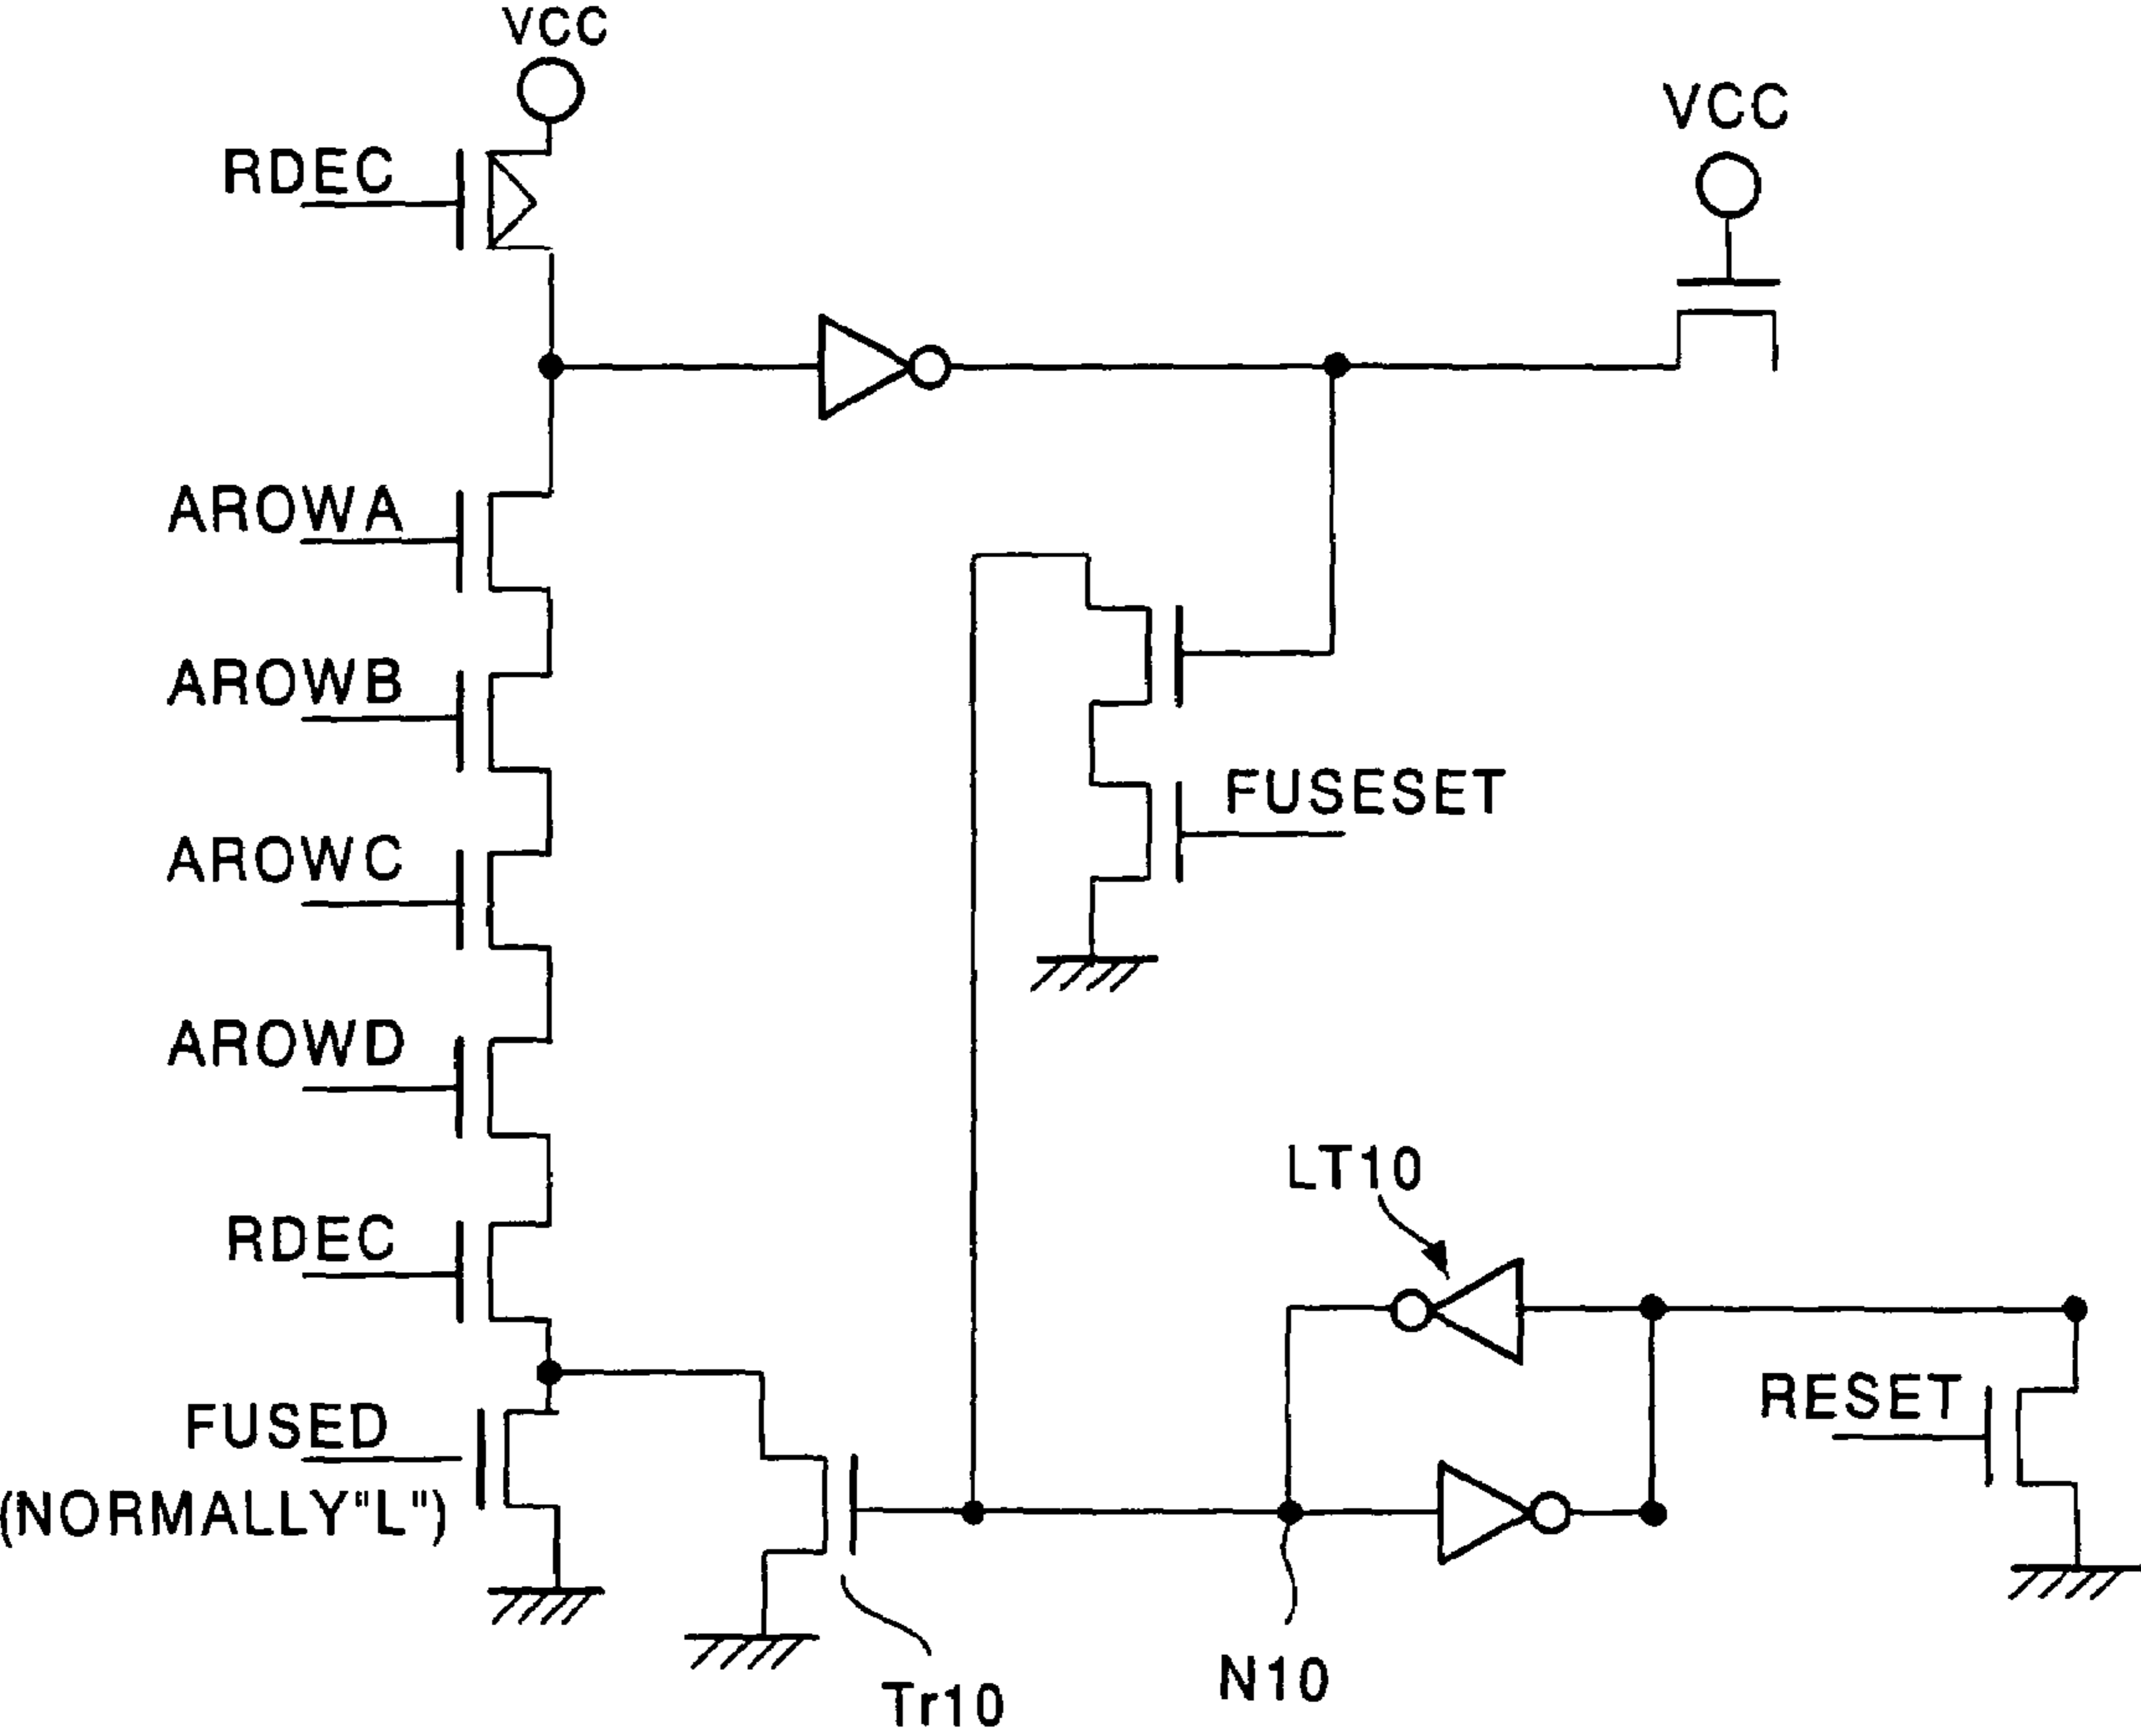 VCC
VCC
RDEC
AROWA
AROWB
FUSESET
AROWC
AROWD
LT10
RDEC
RESET
FUSED
(NORMALLY"L")
N10
Tr10